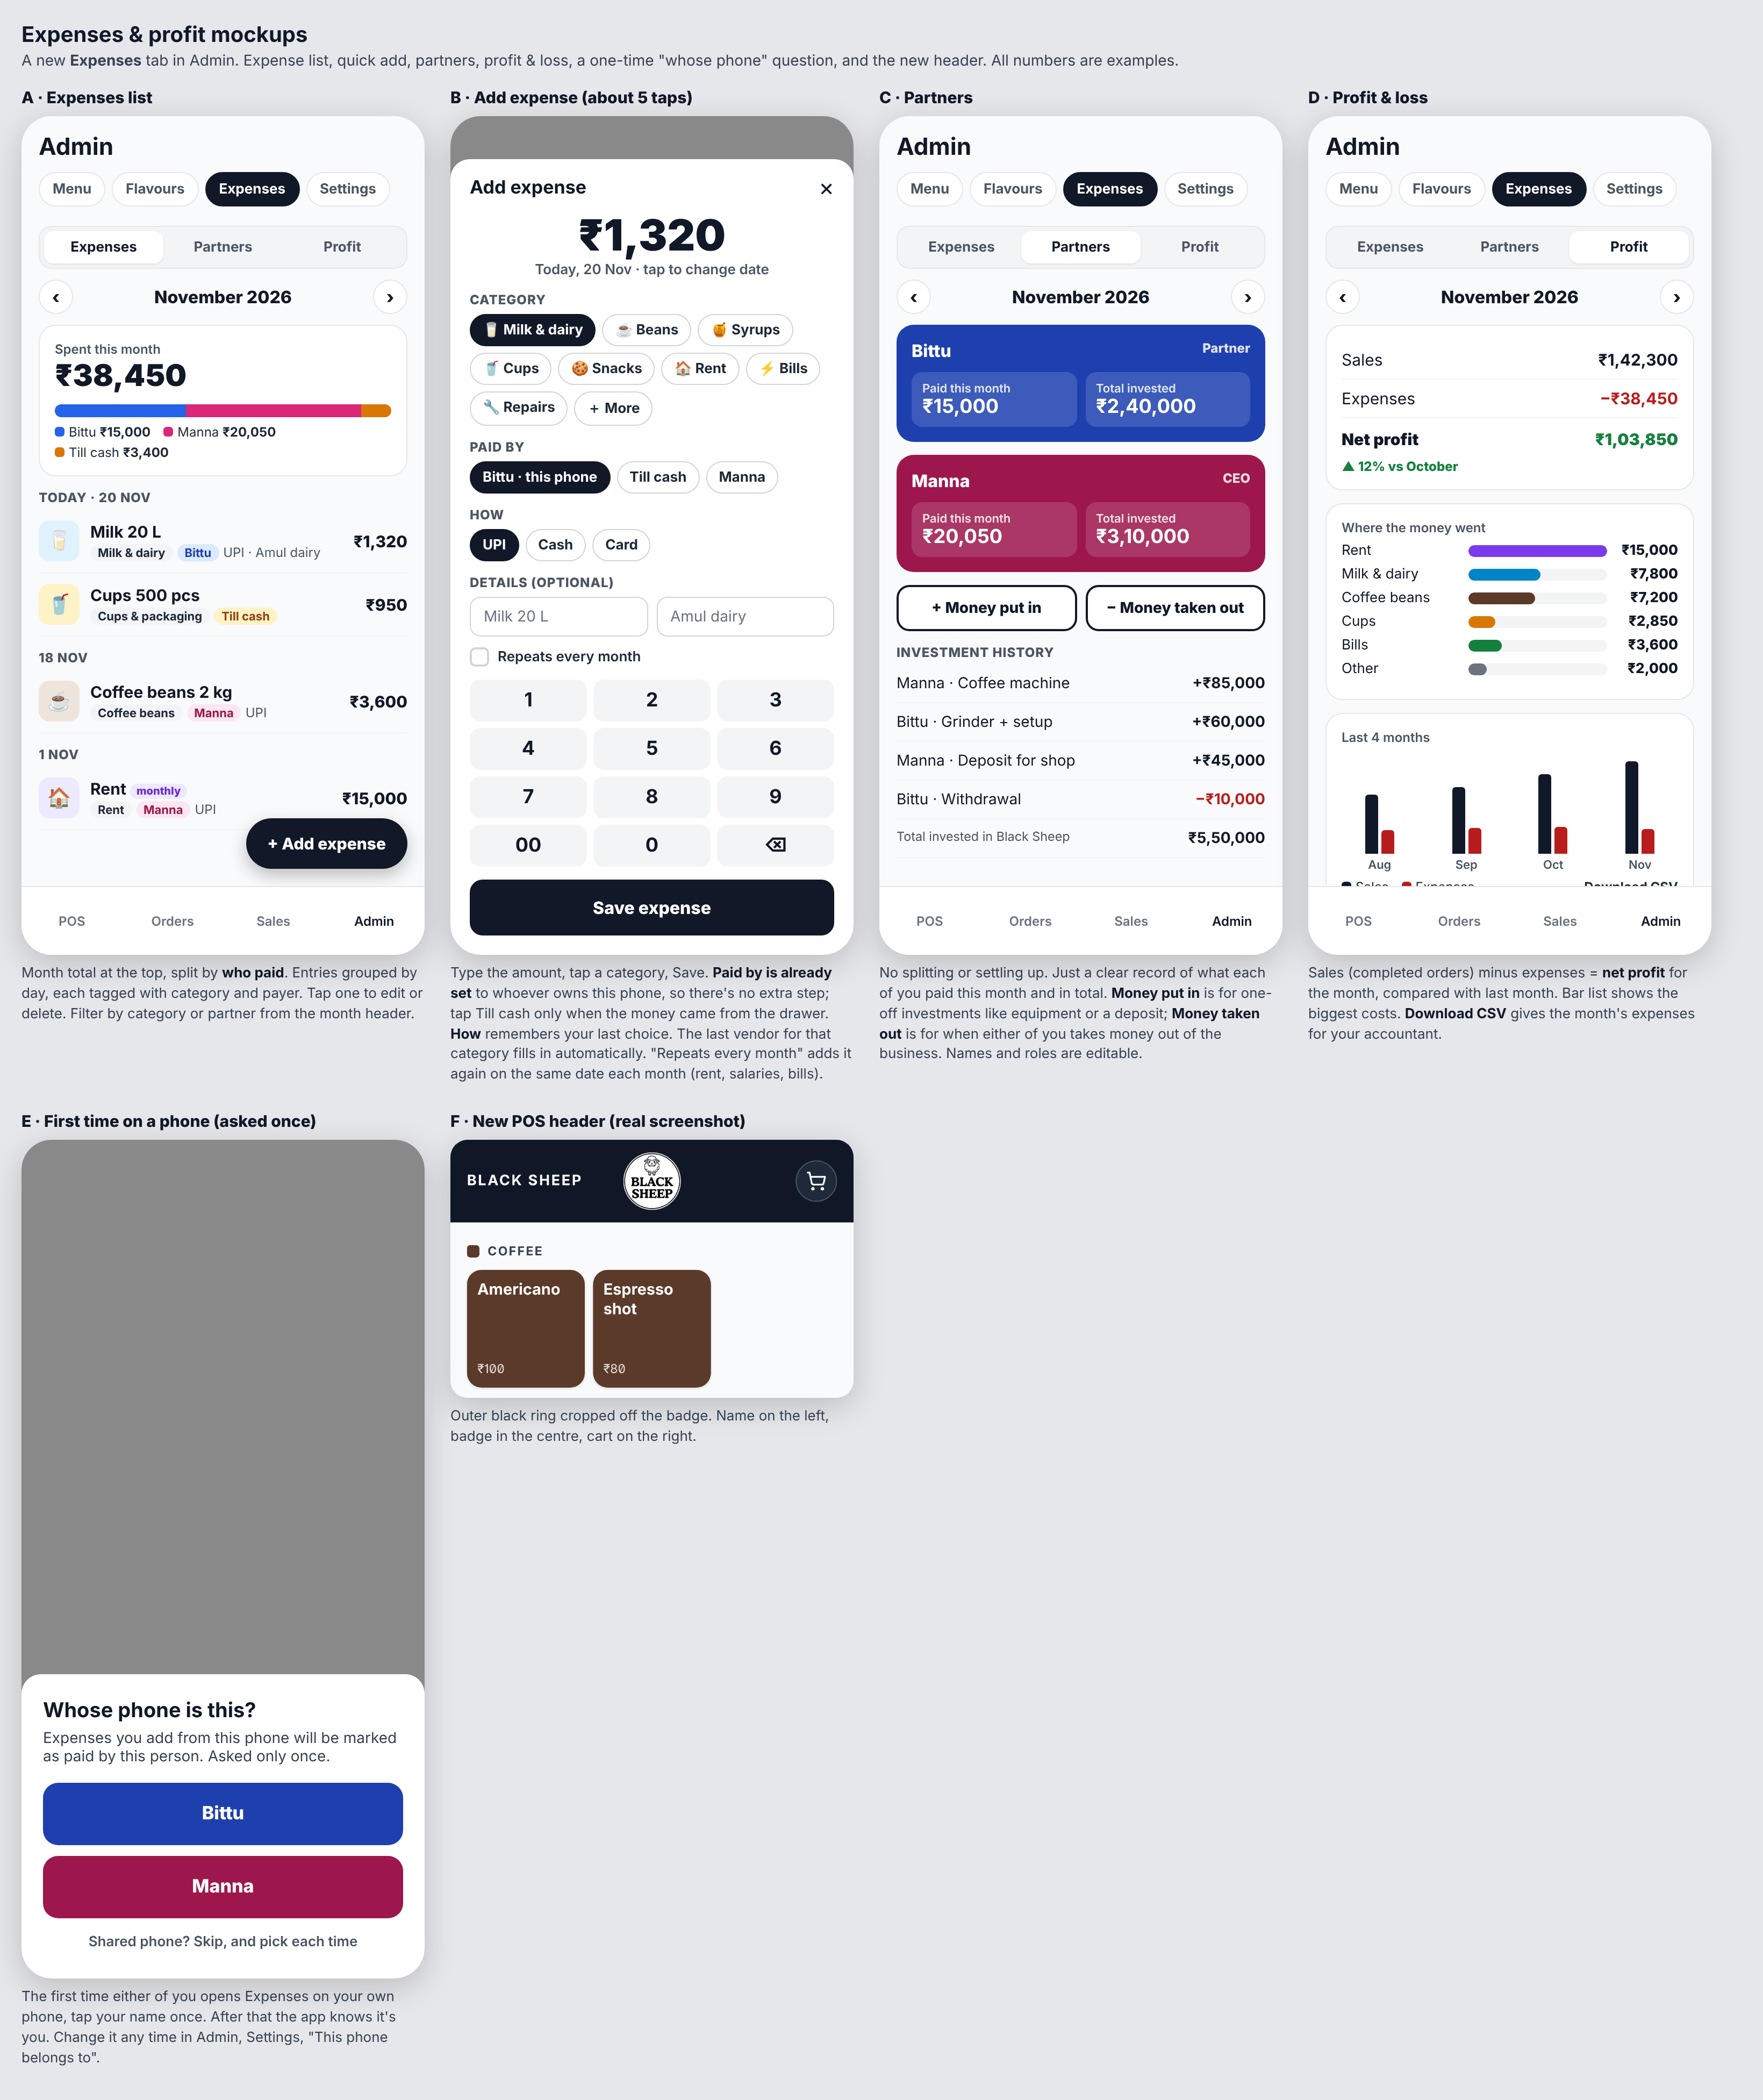 Expenses & profit mockups
A new Expenses tab in Admin. Expense list, quick add, partners, profit & loss, a one-time "whose phone" question, and the new header. All numbers are examples.
A · Expenses list
Admin
Menu Flavours Expenses Settings
Expenses Partners Profit
‹ November 2026 ›
Spent this month
₹38,450
Bittu ₹15,000 Manna ₹20,050
Till cash ₹3,400
TODAY · 20 NOV
Milk 20 L ₹1,320
Milk & dairy Bittu UPI · Amul dairy
Cups 500 pcs ₹950
Cups & packaging Till cash
18 NOV
Coffee beans 2 kg ₹3,600
Coffee beans Manna UPI
1 NOV
Rent monthly ₹15,000
Rent Manna UPI
+ Add expense
POS Orders Sales Admin
Month total at the top, split by who paid. Entries grouped by
day, each tagged with category and payer. Tap one to edit or
delete. Filter by category or partner from the month header.
B · Add expense (about 5 taps)
Add expense ✕
₹1,320
Today, 20 Nov · tap to change date
CATEGORY
Milk & dairy Beans Syrups
Cups Snacks Rent Bills
Repairs + More
PAID BY
Bittu · this phone Till cash Manna
HOW
UPI Cash Card
DETAILS (OPTIONAL)
Milk 20 L Amul dairy
Repeats every month
1 2 3
4 5 6
7 8 9
00 0 ⌫
Save expense
Type the amount, tap a category, Save. Paid by is already
set to whoever owns this phone, so there's no extra step;
tap Till cash only when the money came from the drawer.
How remembers your last choice. The last vendor for that
category fills in automatically. "Repeats every month" adds it
again on the same date each month (rent, salaries, bills).
C · Partners
Admin
Menu Flavours Expenses Settings
Expenses Partners Profit
‹ November 2026 ›
Bittu Partner
Paid this month Total invested
₹15,000 ₹2,40,000
Manna CEO
Paid this month Total invested
₹20,050 ₹3,10,000
+ Money put in − Money taken out
INVESTMENT HISTORY
Manna · Coffee machine +₹85,000
Bittu · Grinder + setup +₹60,000
Manna · Deposit for shop +₹45,000
Bittu · Withdrawal −₹10,000
Total invested in Black Sheep ₹5,50,000
POS Orders Sales Admin
No splitting or settling up. Just a clear record of what each
of you paid this month and in total. Money put in is for one-
off investments like equipment or a deposit; Money taken
out is for when either of you takes money out of the
business. Names and roles are editable.
D · Profit & loss
Admin
Menu Flavours Expenses Settings
Expenses Partners Profit
‹ November 2026 ›
Sales ₹1,42,300
Expenses −₹38,450
Net profit ₹1,03,850
▲ 12% vs October
Where the money went
Rent ₹15,000
Milk & dairy ₹7,800
Coffee beans ₹7,200
Cups ₹2,850
Bills ₹3,600
Other ₹2,000
Last 4 months
Aug Sep Oct Nov
Sales Expenses Download CSV
POS Orders Sales Admin
Sales (completed orders) minus expenses = net profit for
the month, compared with last month. Bar list shows the
biggest costs. Download CSV gives the month's expenses
for your accountant.
E · First time on a phone (asked once)
Whose phone is this?
Expenses you add from this phone will be marked
as paid by this person. Asked only once.
Bittu
Manna
Shared phone? Skip, and pick each time
The first time either of you opens Expenses on your own
phone, tap your name once. After that the app knows it's
you. Change it any time in Admin, Settings, "This phone
belongs to".
F · New POS header (real screenshot)
BLACK SHEEP
BLACK
SHEEP
COFFEE
Americano Espresso
shot
₹100 ₹80
Outer black ring cropped off the badge. Name on the left,
badge in the centre, cart on the right.